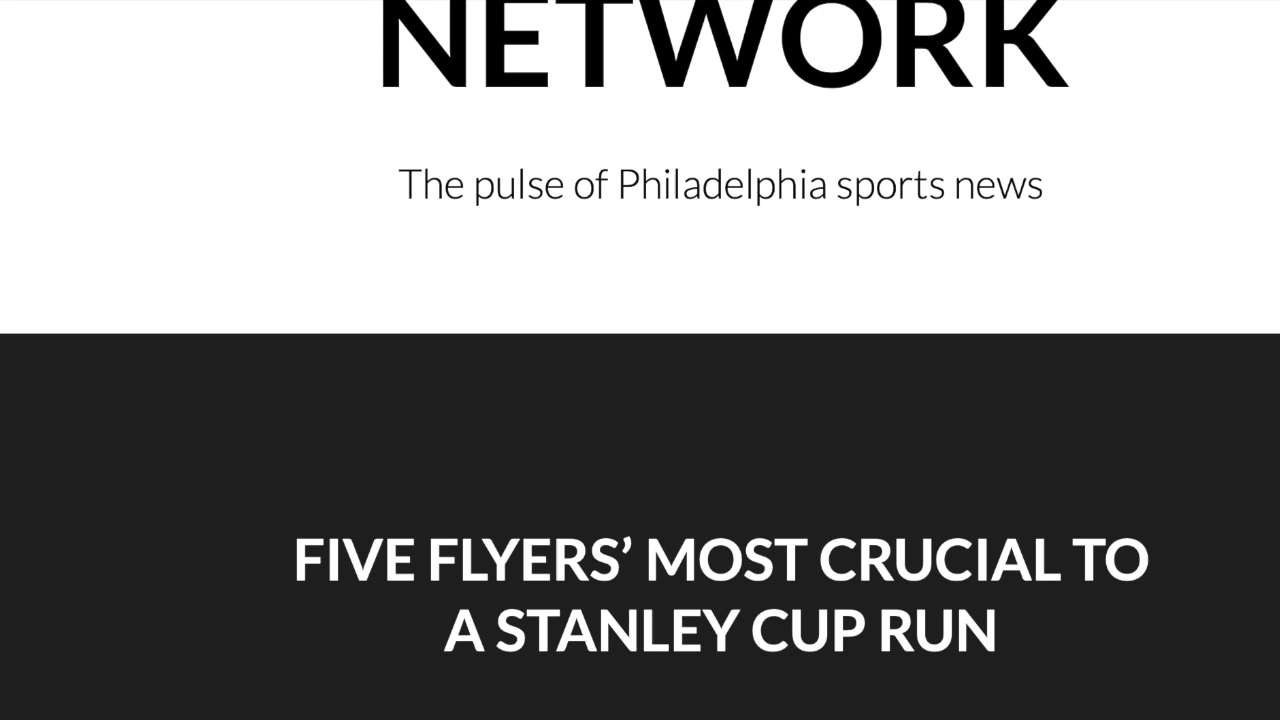 NETWORK
The pulse of Philadelphia sports news
FIVE FLYERS’ MOST CRUCIAL TO
A STANLEY CUP RUN